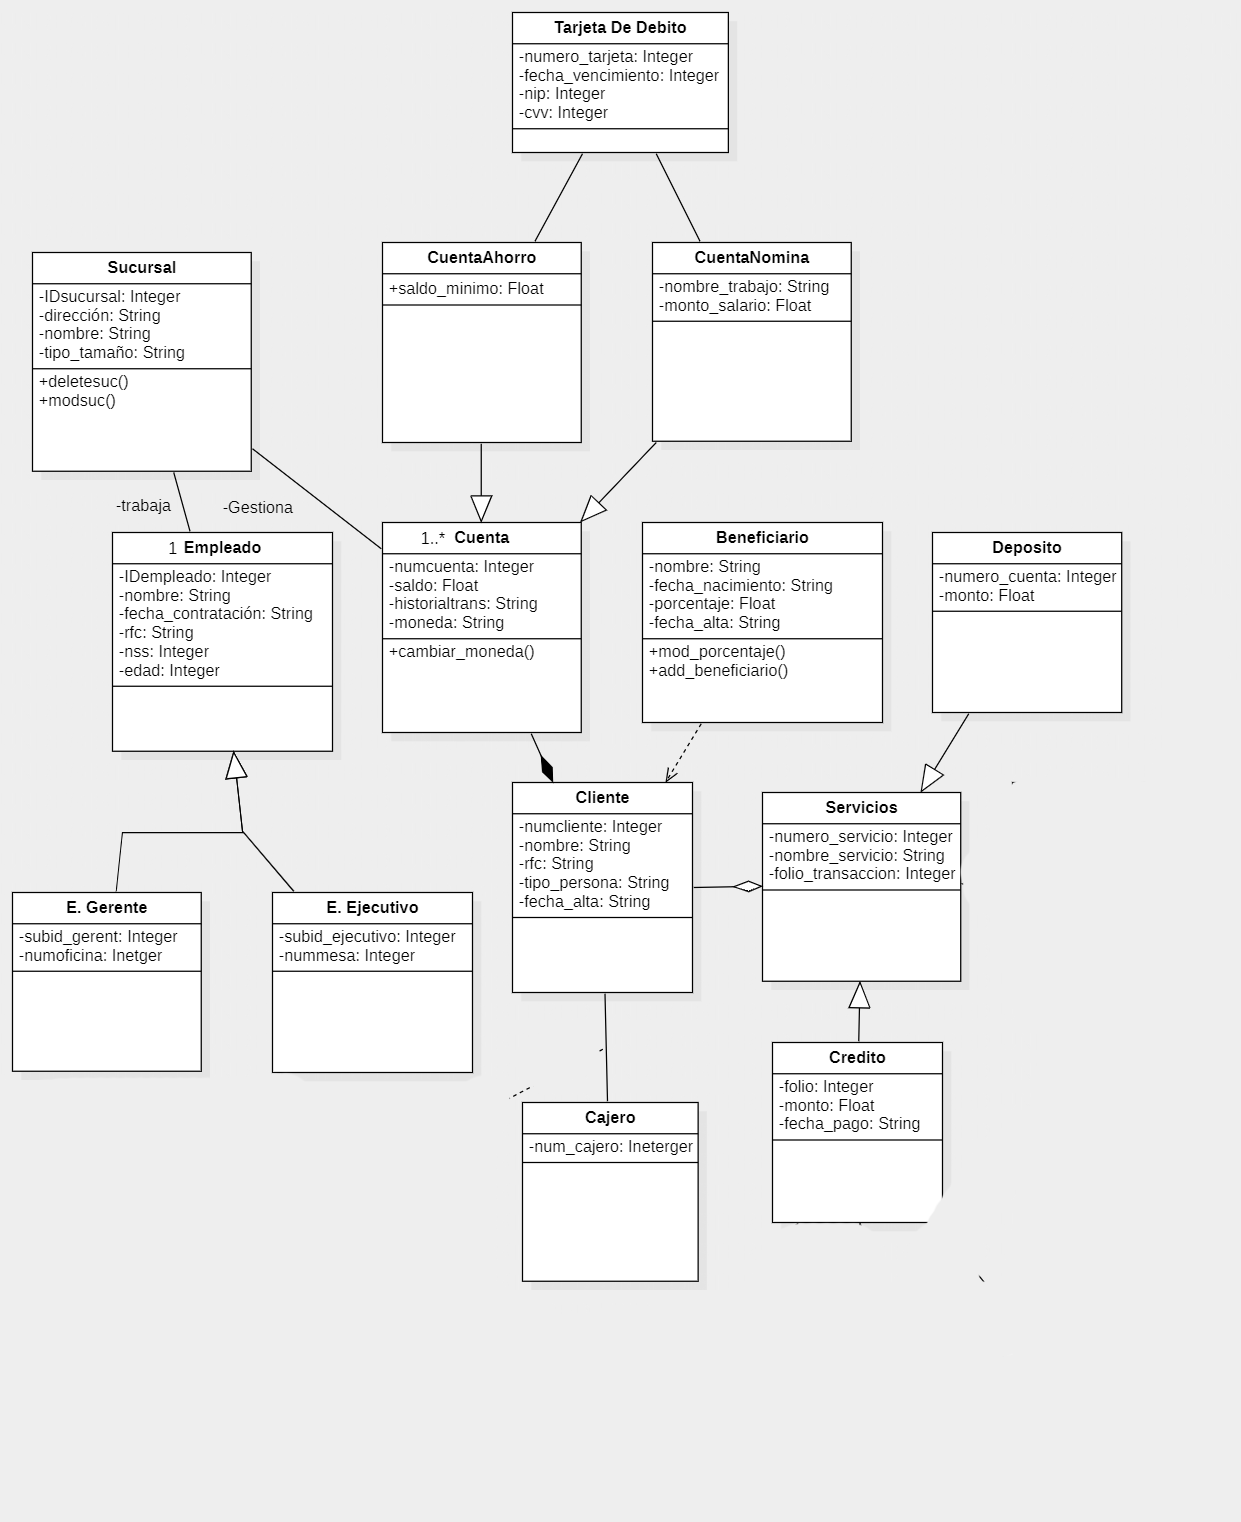 Tarjeta De Debito
-numero_tarjeta: Integer
-fecha_vencimiento: Integer
-nip: Integer
-cvv: Integer
CuentaAhorro
+saldo_minimo: Float
CuentaNomina
-nombre_trabajo: String
-monto_salario: Float
Sucursal
-IDsucursal: Integer
-dirección: String
-nombre: String
-tipo_tamaño: String
+deletesuc()
+modsuc()
-trabaja
-Gestiona
1 Empleado
-IDempleado: Integer
-nombre: String
-fecha_contratación: String
-rfc: String
-nss: Integer
-edad: Integer
1..* Cuenta
-numcuenta: Integer
-saldo: Float
-historialtrans: String
-moneda: String
+cambiar_moneda()
Beneficiario
-nombre: String
-fecha_nacimiento: String
-porcentaje: Float
-fecha_alta: String
+mod_porcentaje()
+add_beneficiario()
Deposito
-numero_cuenta: Integer
-monto: Float
Cliente
-numcliente: Integer
-nombre: String
-rfc: String
-tipo_persona: String
-fecha_alta: String
Servicios
-numero_servicio: Integer
-nombre_servicio: String
-folio_transaccion: Integer
E. Gerente
-subid_gerent: Integer
-numoficina: Inetger
E. Ejecutivo
-subid_ejecutivo: Integer
-nummesa: Integer
Credito
-folio: Integer
-monto: Float
-fecha_pago: String
Cajero
-num_cajero: Ineterger